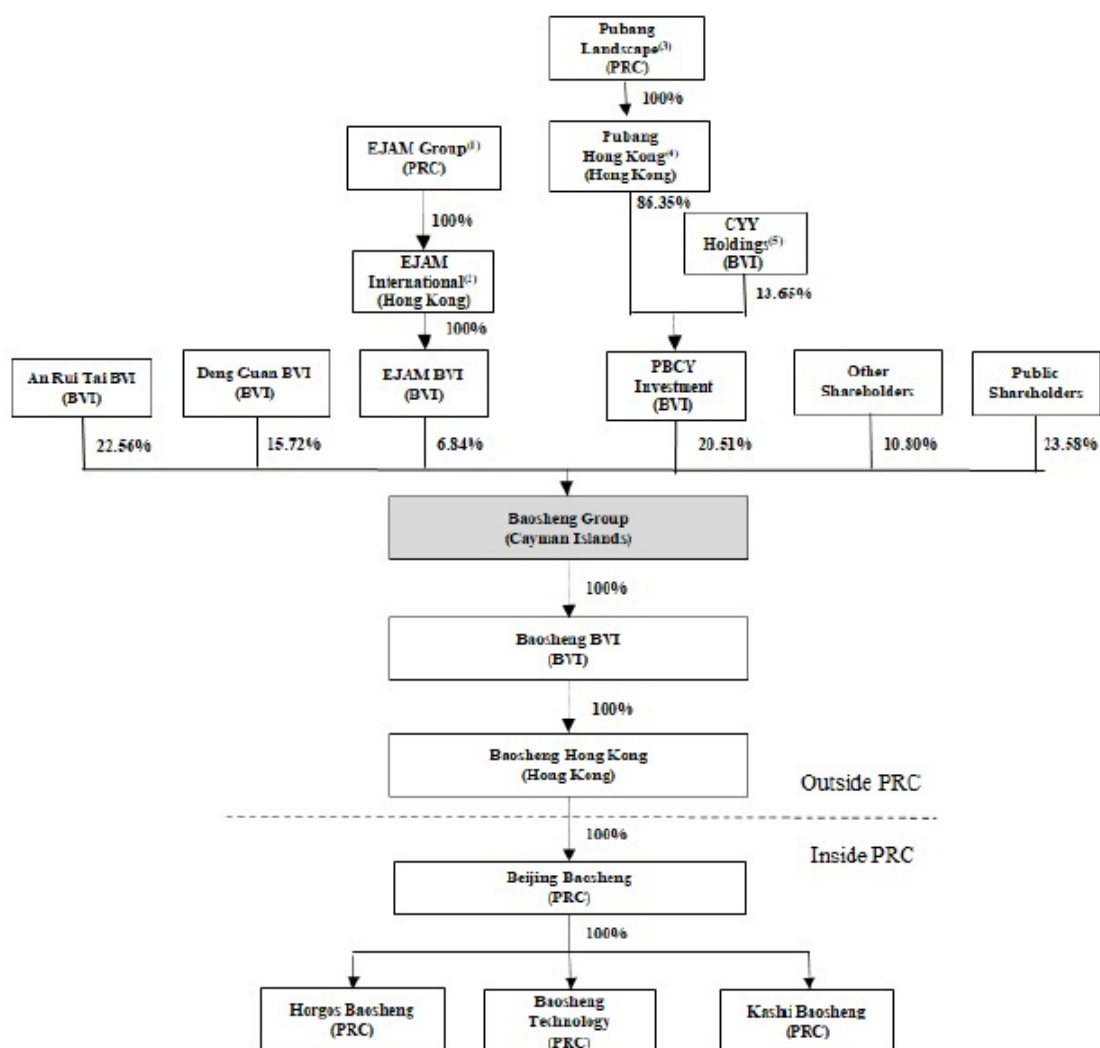 Pubang
Landscape(3)
(PRC)
100%
EJAM Group(1)
(PRC)
Pubang
Hong Kong(4)
(Hong Kong)
86.35%
100%
CYY
Holdings(5)
(BVI)
EJAM
International(2)
(Hong Kong)
13.65%
100%
An Rui Tai BVI
(BVI)
Deng Guan BVI
(BVI)
EJAM BVI
(BVI)
PBCY
Investment
(BVI)
Other
Shareholders
Public
Shareholders
22.56%
15.72%
6.84%
20.51%
10.80%
23.58%
Baosheng Group
(Cayman Islands)
100%
Baosheng BVI
(BVI)
100%
Baosheng Hong Kong
(Hong Kong)
Outside PRC
100%
Inside PRC
Beijing Baosheng
(PRC)
100%
Horgos Baosheng
(PRC)
Baosheng
Technology
(PRC)
Kashi Baosheng
(PRC)